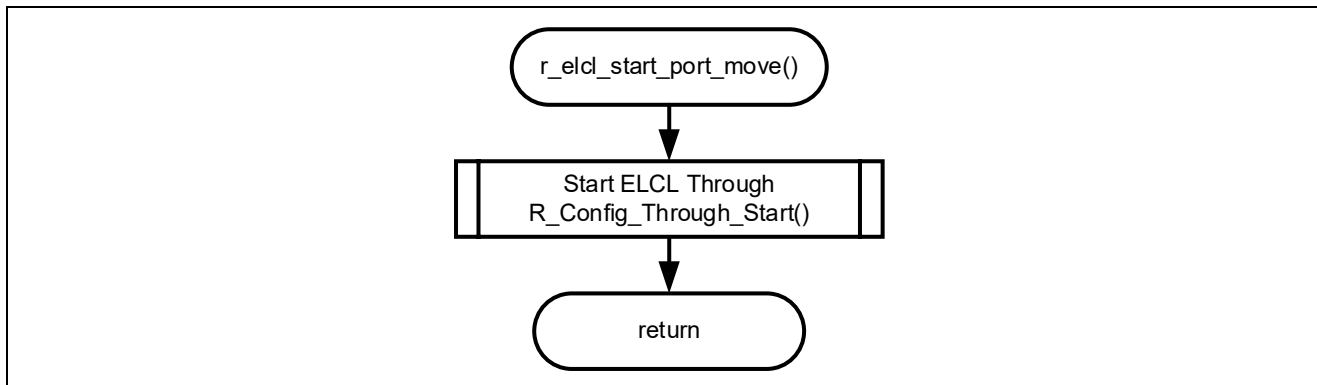 r_elcl_start_port_move()
Start ELCL Through
R_Config_Through_Start()
return